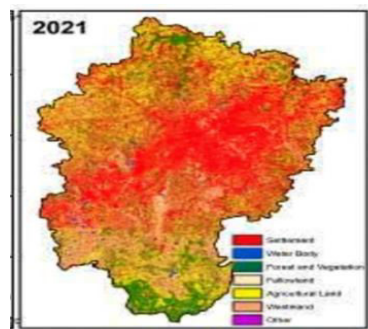 2021
Settlement
Water Body
Forest and Vegetation
Fallowland
Agricultural Land
Wasteland
Other